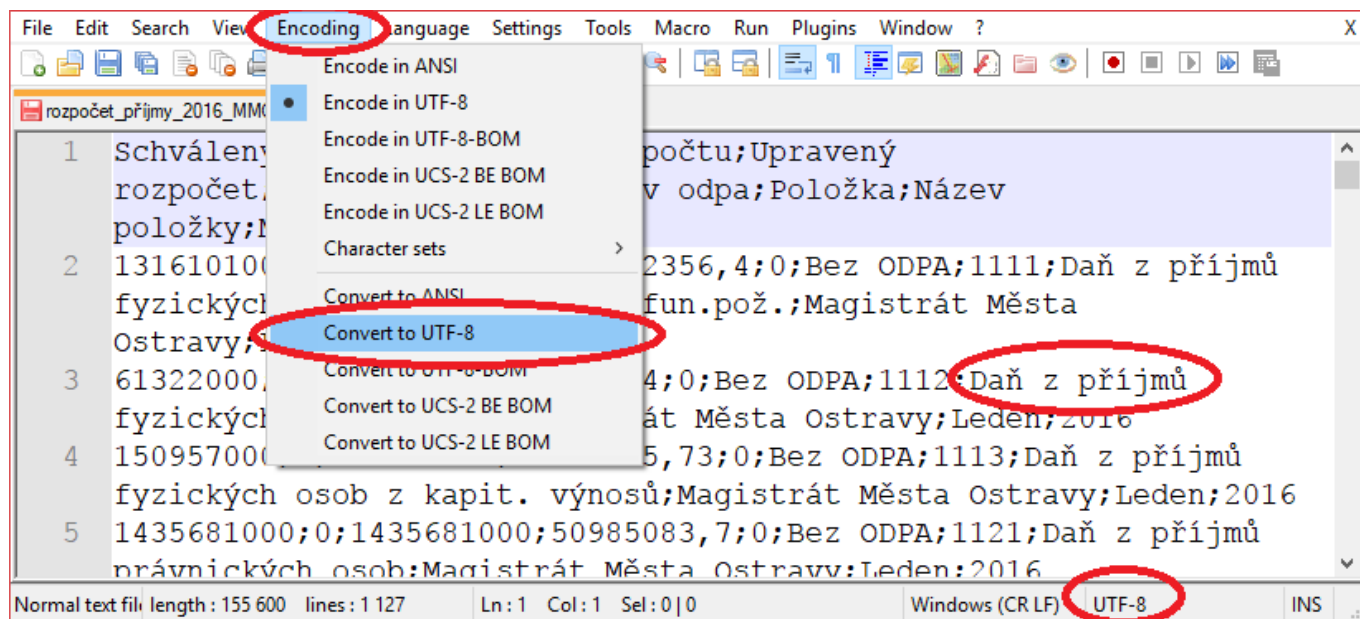 File Edit Search View Encoding Language Settings Tools Macro Run Plugins Window ? X
rozpočet_příjmy_2016_MMO
Encode in ANSI
Encode in UTF-8
Encode in UTF-8-BOM
Encode in UCS-2 BE BOM
Encode in UCS-2 LE BOM
Character sets
Convert to ANSI
Convert to UTF-8
Convert to UTF-8-BOM
Convert to UCS-2 BE BOM
Convert to UCS-2 LE BOM
1 Schválený počtu;Upravený
rozpočet v odpa;Položka;Název
položky;
2 131610100 2356,4;0;Bez ODPA;1111;Daň z příjmů
fyzických fun.pož.;Magistrát Města
Ostravy;
3 61322000 4;0;Bez ODPA;1112;Daň z příjmů
fyzických át Města Ostravy;Leden;2016
4 150957000 5,73;0;Bez ODPA;1113;Daň z příjmů
fyzických osob z kapit. výnosů;Magistrát Města Ostravy;Leden;2016
5 1435681000;0;1435681000;50985083,7;0;Bez ODPA;1121;Daň z příjmů
právnických osob;Magistrát Města Ostravy;Leden;2016
Normal text file length : 155 600 lines : 1 127 Ln : 1 Col : 1 Sel : 0 | 0 Windows (CR LF) UTF-8 INS